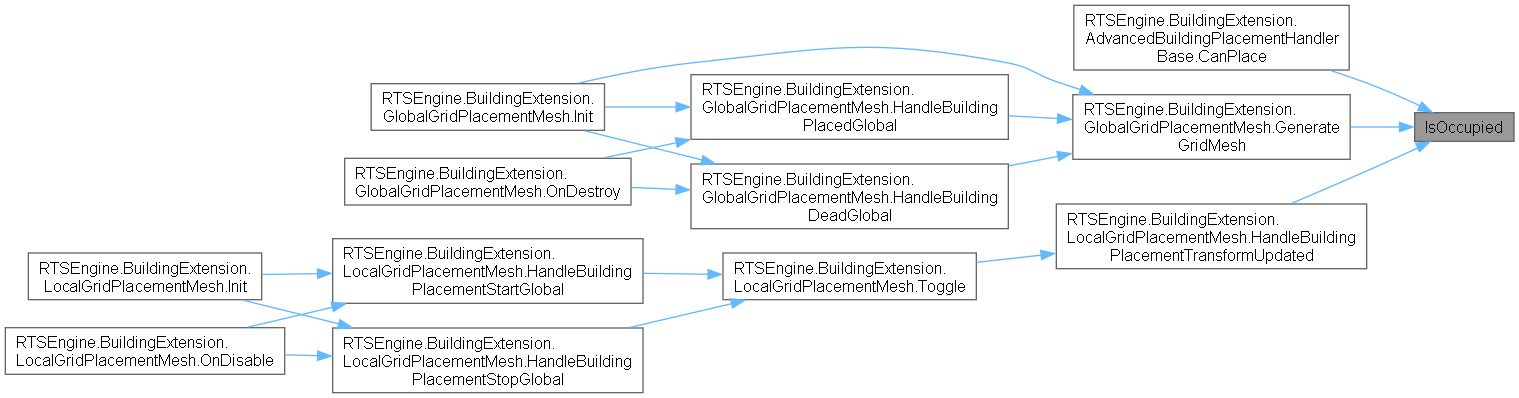 RTSEngine.BuildingExtension.
AdvancedBuildingPlacementHandler
Base.CanPlace
RTSEngine.BuildingExtension.
GlobalGridPlacementMesh.Init
RTSEngine.BuildingExtension.
GlobalGridPlacementMesh.HandleBuilding
PlacedGlobal
RTSEngine.BuildingExtension.
GlobalGridPlacementMesh.Generate
GridMesh
IsOccupied
RTSEngine.BuildingExtension.
GlobalGridPlacementMesh.OnDestroy
RTSEngine.BuildingExtension.
GlobalGridPlacementMesh.HandleBuilding
DeadGlobal
RTSEngine.BuildingExtension.
LocalGridPlacementMesh.HandleBuilding
PlacementTransformUpdated
RTSEngine.BuildingExtension.
LocalGridPlacementMesh.Init
RTSEngine.BuildingExtension.
LocalGridPlacementMesh.HandleBuilding
PlacementStartGlobal
RTSEngine.BuildingExtension.
LocalGridPlacementMesh.Toggle
RTSEngine.BuildingExtension.
LocalGridPlacementMesh.OnDisable
RTSEngine.BuildingExtension.
LocalGridPlacementMesh.HandleBuilding
PlacementStopGlobal